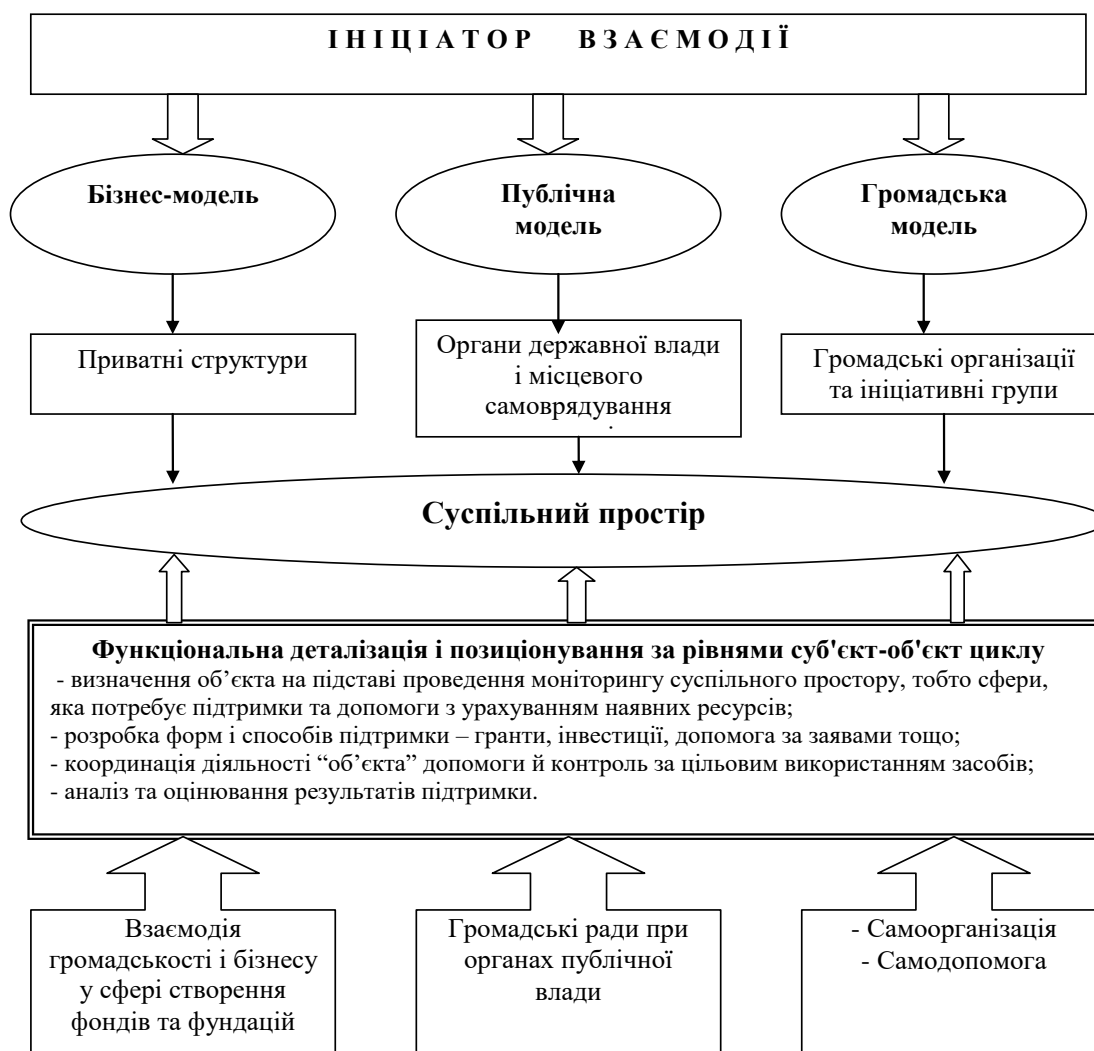 ІНІЦІАТОР ВЗАЄМОДІЇ
Бізнес-модель
Публічна
модель
Громадська
модель
Приватні структури
Органи державної влади
і місцевого
самоврядування
Громадські організації
та ініціативні групи
Суспільний простір
Функціональна деталізація і позиціонування за рівнями суб'єкт-об'єкт циклу
- визначення об’єкта на підставі проведення моніторингу суспільного простору, тобто сфери,
яка потребує підтримки та допомоги з урахуванням наявних ресурсів;
- розробка форм і способів підтримки – гранти, інвестиції, допомога за заявами тощо;
- координація діяльності “об’єкта” допомоги й контроль за цільовим використанням засобів;
- аналіз та оцінювання результатів підтримки.
Взаємодія
громадськості і бізнесу
у сфері створення
фондів та фундацій
Громадські ради при
органах публічної
влади
- Самоорганізація
- Самодопомога